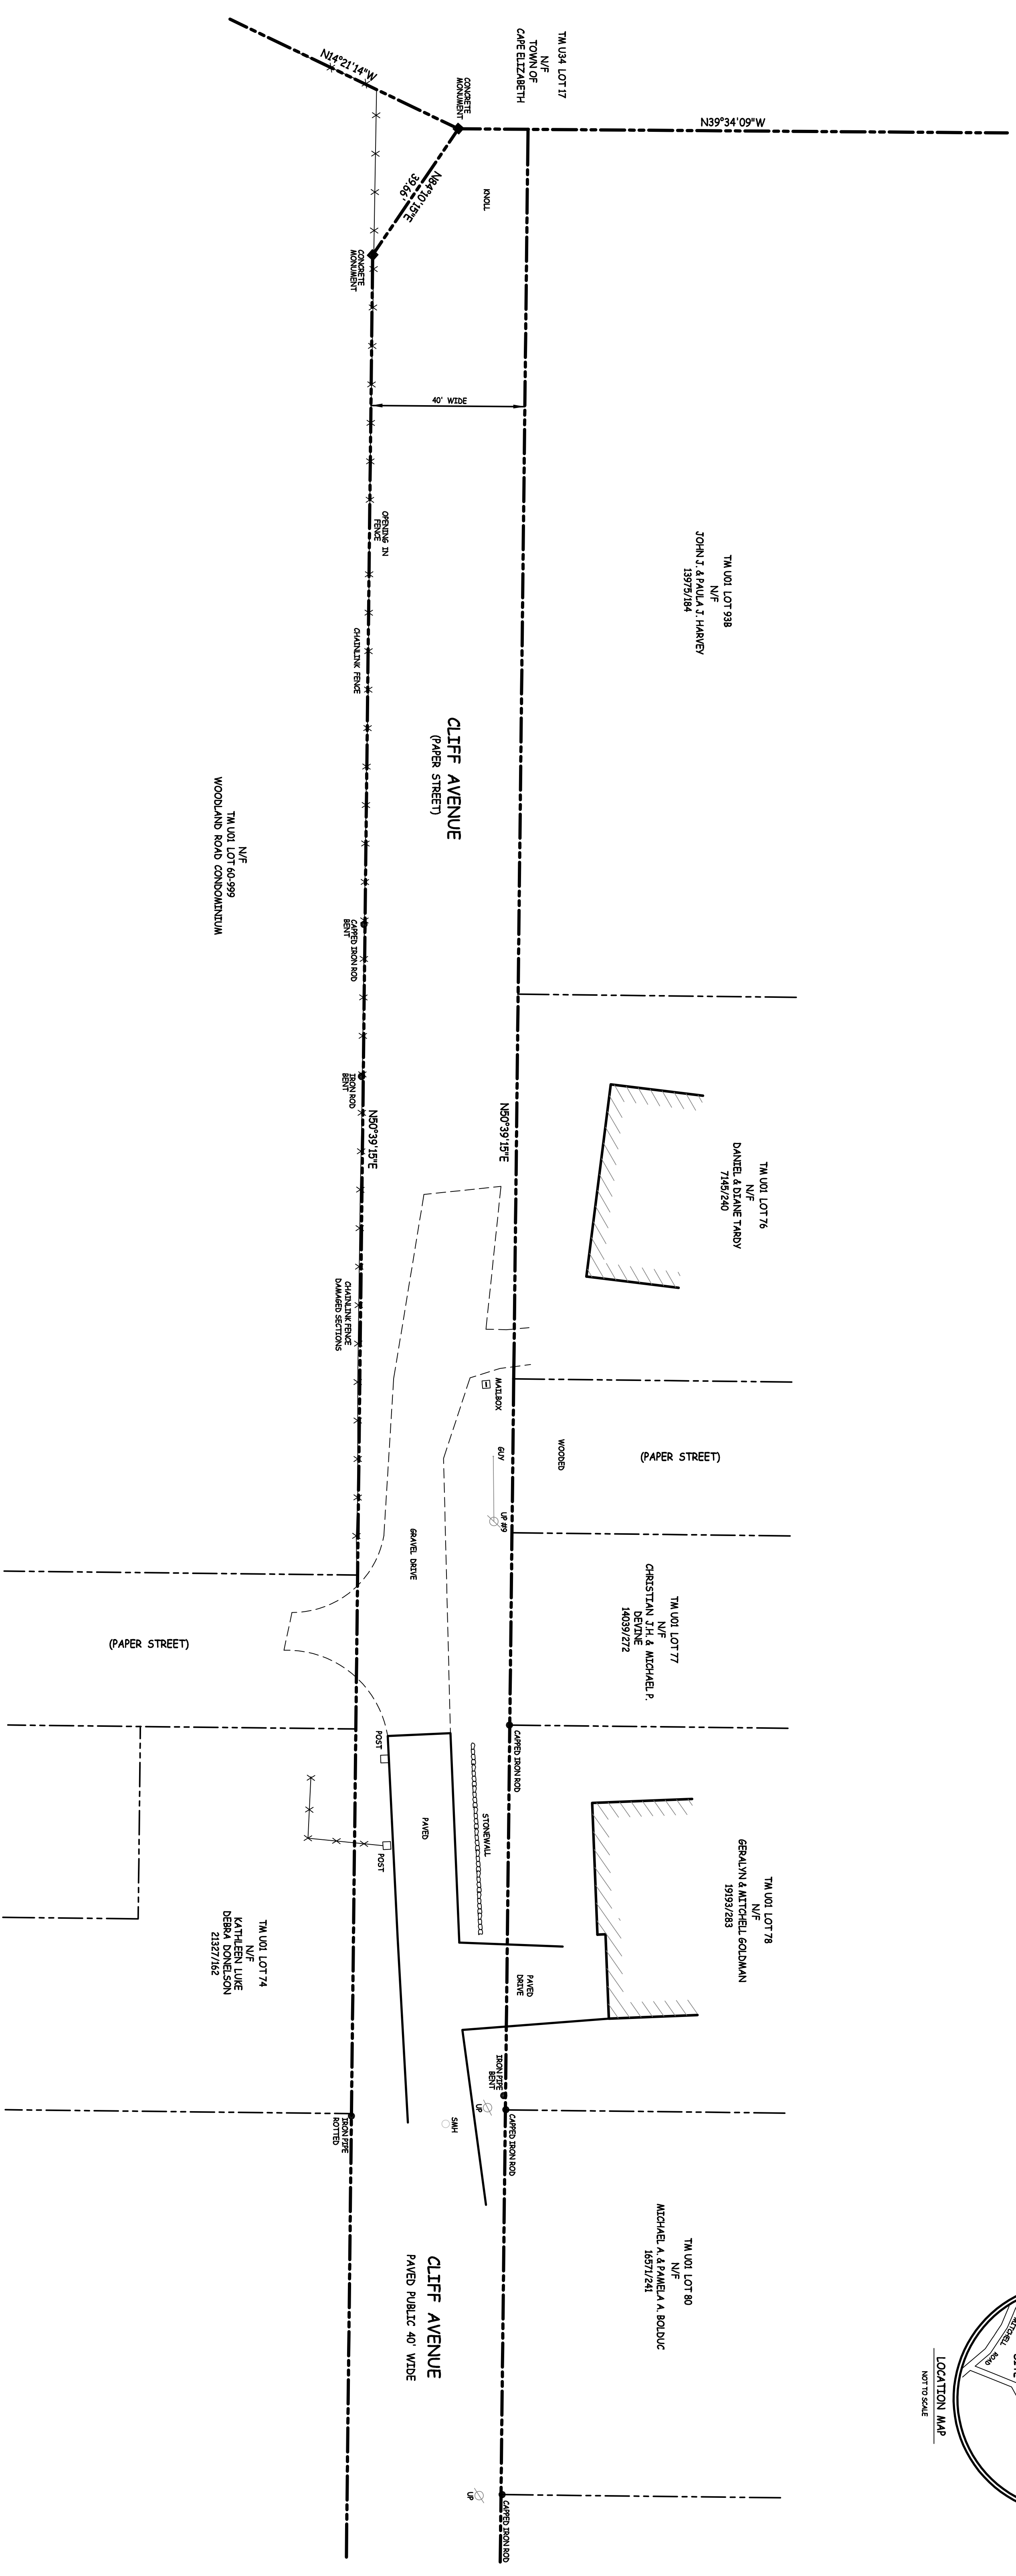 TM U34 LOT 17
N/F
TOWN OF
CAPE ELIZABETH
N14°21'14"W
CONCRETE
MONUMENT
N39°34'09"W
N84°10'15"E
39.66'
KNOLL
CONCRETE
MONUMENT
40' WIDE
OPENING IN
FENCE
TM U01 LOT 93B
N/F
JOHN J. & PAULA J. HARVEY
13975/184
CHAINLINK FENCE
CLIFF AVENUE
(PAPER STREET)
N/F
TM U01 LOT 60-999
WOODLAND ROAD CONDOMINIUM
CAPPED IRON ROD
BENT
IRON ROD
BENT
N50°39'15"E
N50°39'15"E
TM U01 LOT 76
N/F
DANIEL & DIANE TARDY
7145/240
CHAINLINK FENCE
DAMAGED SECTIONS
MAILBOX
GUY
WOODED
(PAPER STREET)
UP #9
GRAVEL DRIVE
TM U01 LOT 77
N/F
CHRISTIAN J.H. & MICHAEL P.
DEVINE
14039/272
(PAPER STREET)
POST
CAPPED IRON ROD
PAVED
STONEWALL
POST
TM U01 LOT 78
N/F
GERALYN & MITCHELL GOLDMAN
19193/283
TM U01 LOT 74
N/F
KATHLEEN LUKE
DEBRA DONELSON
21327/162
PAVED
DRIVE
IRON PIPE
BENT
UP
SMH
CAPPED IRON ROD
IRON PIPE
ROTTED
TM U01 LOT 80
N/F
MICHAEL A. & PAMELA A. BOLDUC
16571/241
CLIFF AVENUE
PAVED PUBLIC 40' WIDE
ROAD
LOCATION MAP
NOT TO SCALE
UP
CAPPED IRON ROD